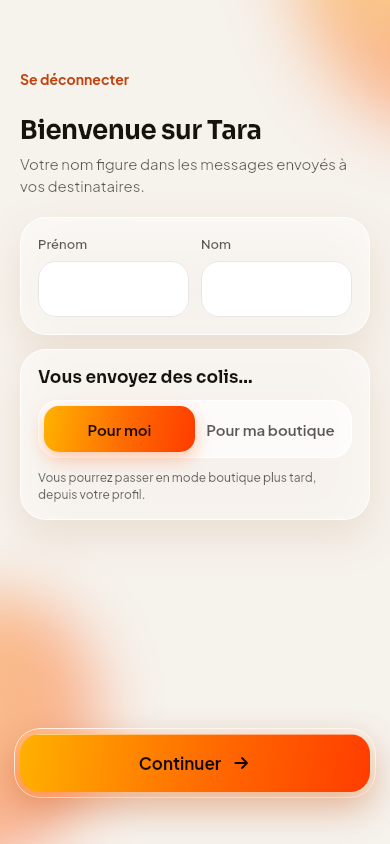 Se déconnecter
Bienvenue sur Tara
Votre nom figure dans les messages envoyés à
vos destinataires.
Prénom
Nom
Vous envoyez des colis...
Pour moi
Pour ma boutique
Vous pourrez passer en mode boutique plus tard,
depuis votre profil.
Continuer →